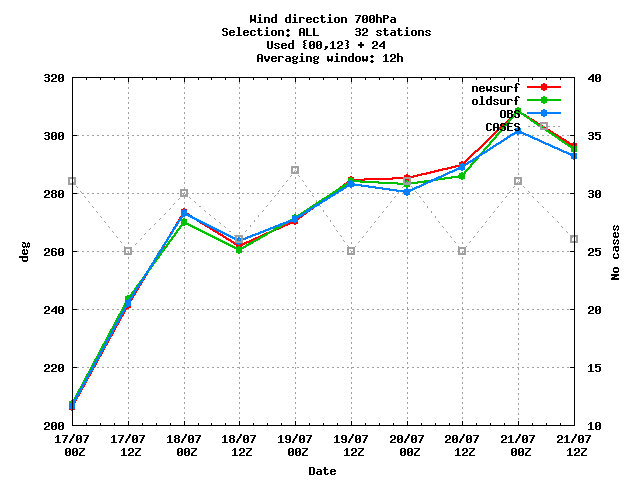 Wind direction 700hPa
Selection: ALL     32 stations
Used {00,12} + 24
Averaging window: 12h
newsurf
oldsurf
OBS
CASES
320
300
280
260
240
220
200
40
35
30
25
20
15
10
deg
No cases
17/07 17/07 18/07 18/07 19/07 19/07 20/07 20/07 21/07 21/07
00Z 12Z 00Z 12Z 00Z 12Z 00Z 12Z 00Z 12Z
Date